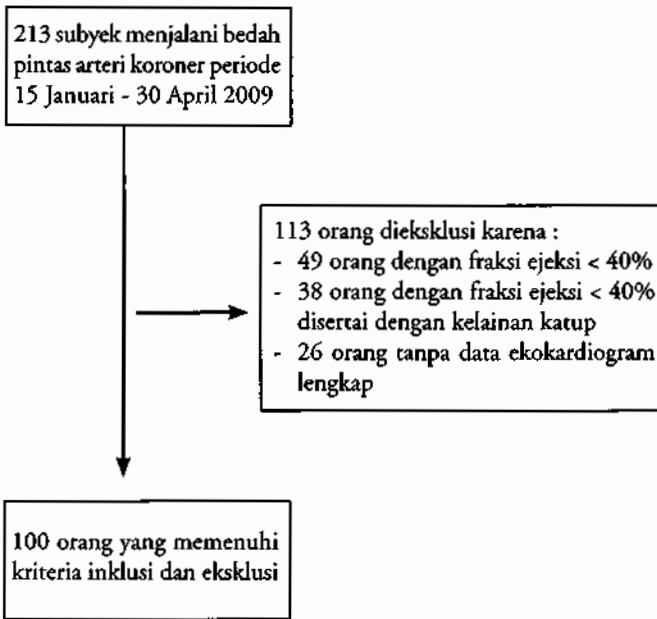 213 subyek menjalani bedah
pintas arteri koroner periode
15 Januari - 30 April 2009
113 orang dieksklusi karena :
- 49 orang dengan fraksi ejeksi < 40%
- 38 orang dengan fraksi ejeksi < 40%
disertai dengan kelainan katup
- 26 orang tanpa data ekokardiogram
lengkap
100 orang yang memenuhi
kriteria inklusi dan eksklusi